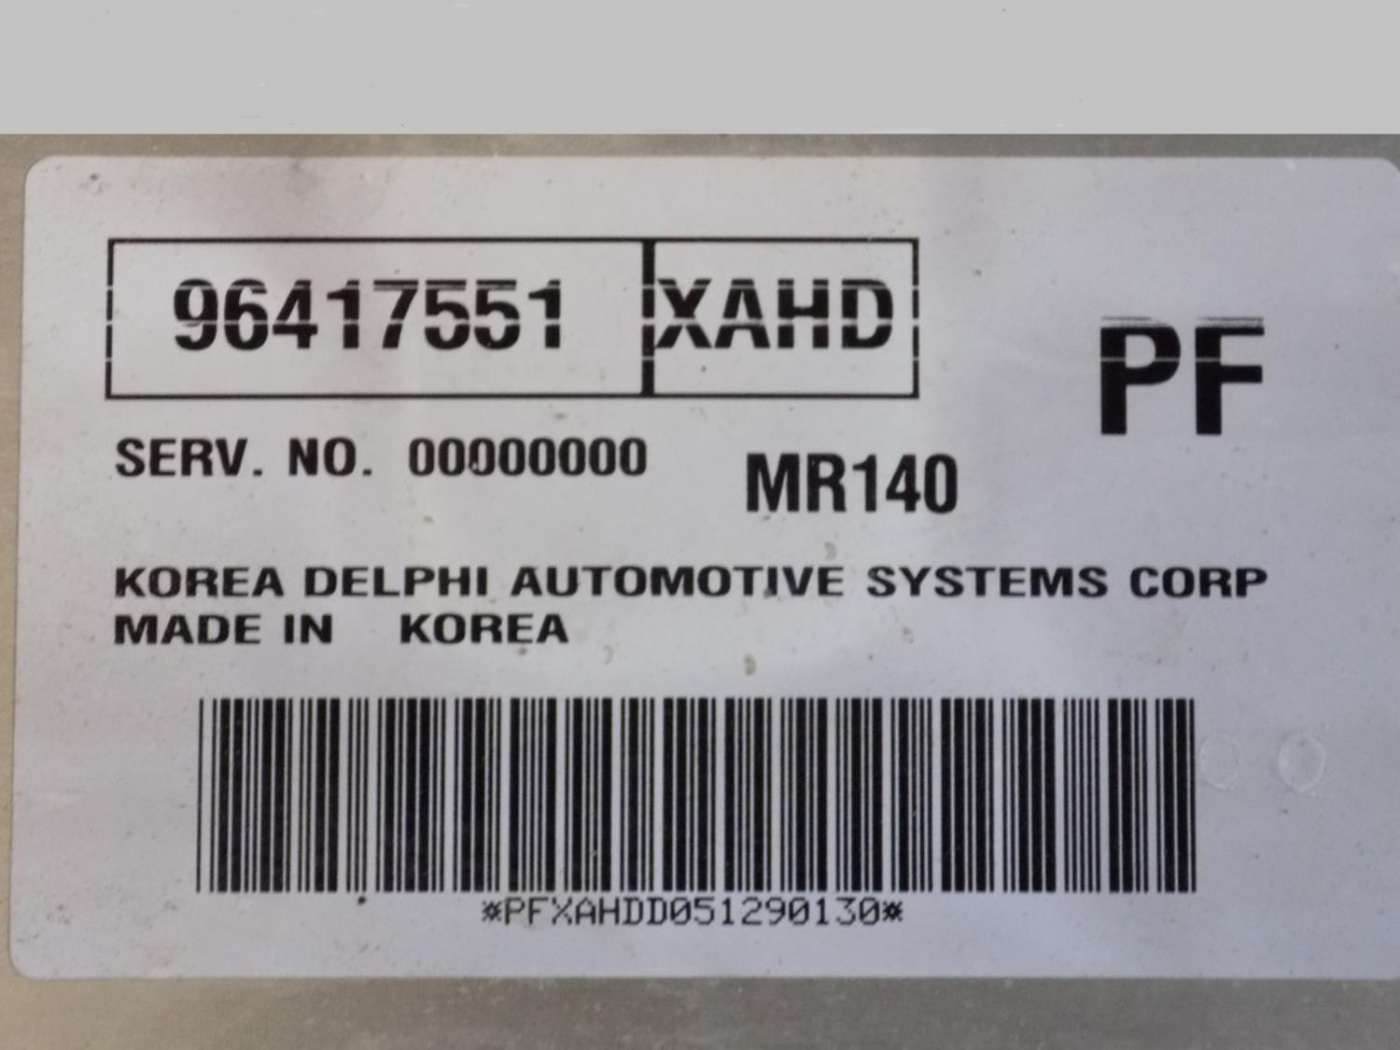 96417551 XAHD
PF
SERV. NO. 00000000 MR140
KOREA DELPHI AUTOMOTIVE SYSTEMS CORP
MADE IN KOREA
*PFXAHDD051290130*